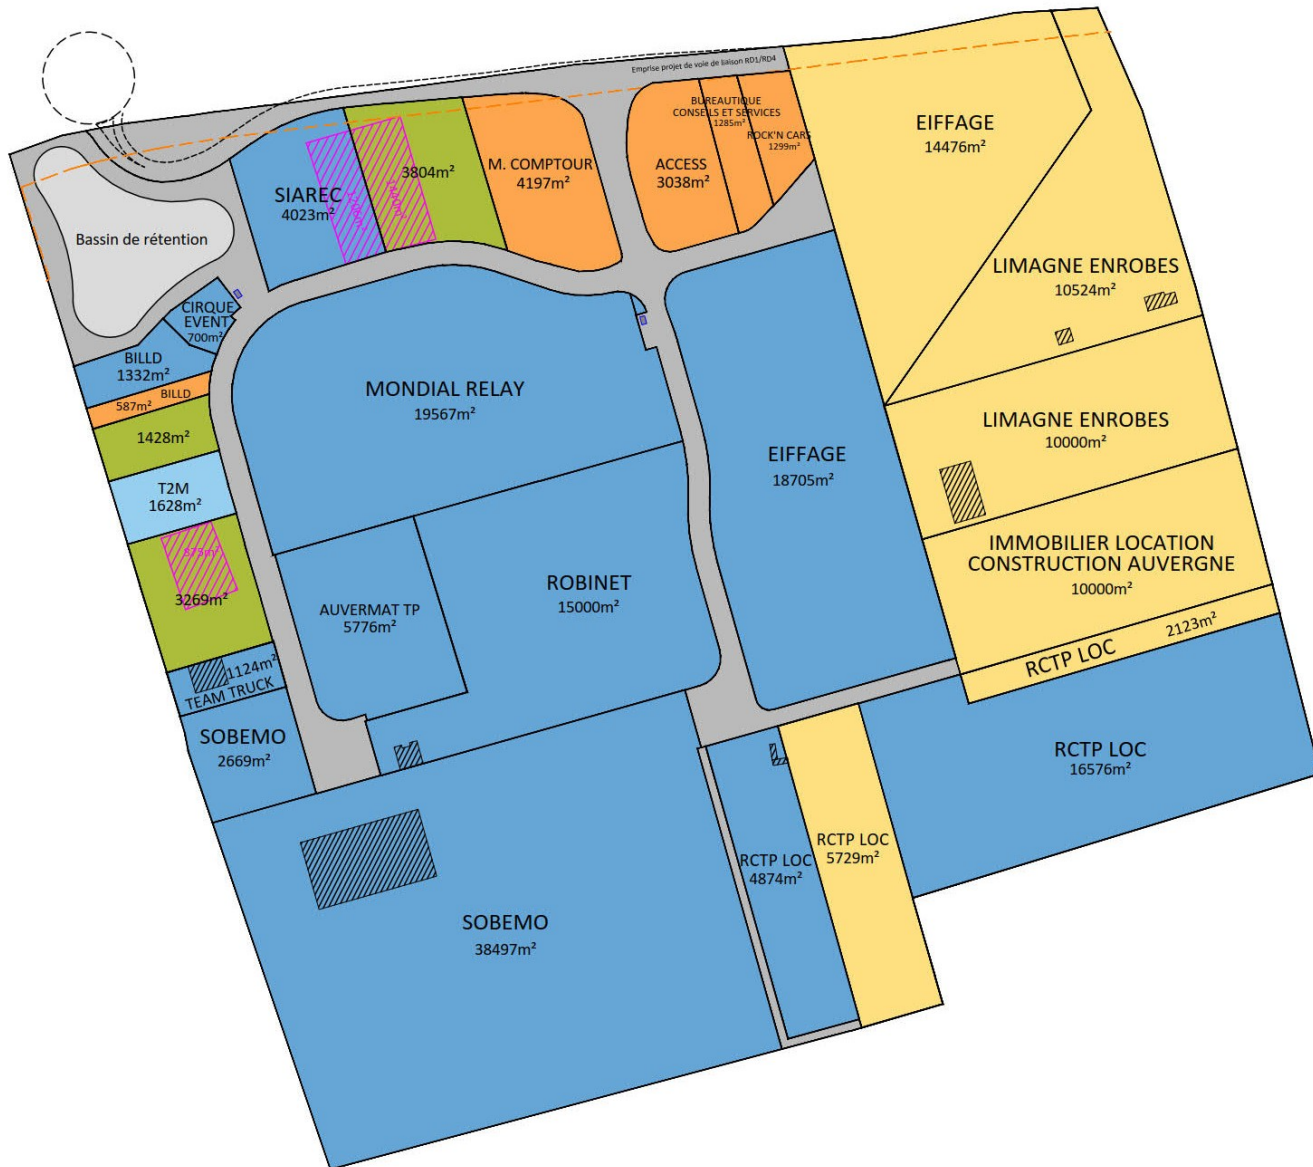 Emprise projet de voie de liaison RD1/RD4
EIFFAGE
14476m²
BUREAUTIQUE
CONSEILS ET SERVICES
1285m²
ROCK'N CARS
1299m²
ACCESS
3038m²
M. COMPTOUR
4197m²
3804m²
1440m²
SIAREC
4023m²
Bassin de rétention
LIMAGNE ENROBES
10524m²
CIRQUE
EVENT
700m²
BILLD
1332m²
BILLD
587m²
1428m²
MONDIAL RELAY
19567m²
LIMAGNE ENROBES
10000m²
EIFFAGE
18705m²
T2M
1628m²
875m²
3269m²
IMMOBILIER LOCATION
CONSTRUCTION AUVERGNE
10000m²
AUVERMAT TP
5776m²
ROBINET
15000m²
RCTP LOC
2123m²
1124m²
TEAM TRUCK
SOBEMO
2669m²
RCTP LOC
16576m²
RCTP LOC
5729m²
RCTP LOC
4874m²
SOBEMO
38497m²